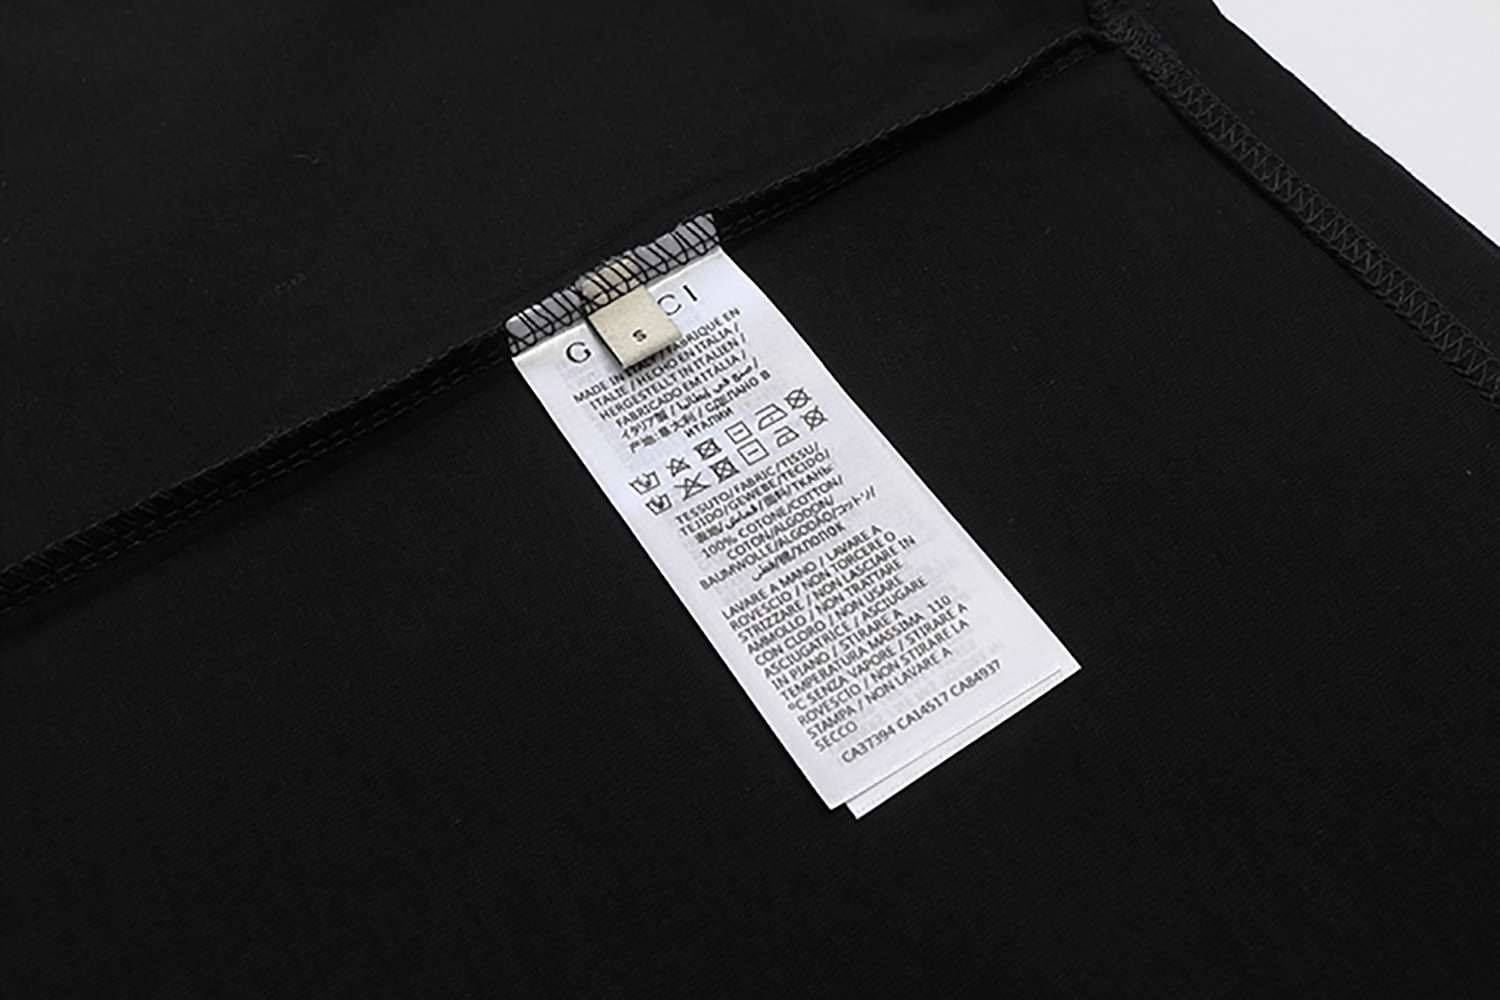 G CI
S
MADE IN ITALY / FABRIQUE EN
ITALIE / HECHO EN ITALIA /
HERGESTELLT IN ITALIEN /
FABRICADO EM ITALIA /
イタリア製 / صنع في إيطاليا /
产地:意大利 / СДЕЛАНО В
ИТАЛИИ
TESSUTO/FABRIC/TISSU/
TEJIDO/GEWEBE/TECIDO/
قماش/面料/ТКАНЬ:
100% COTONE/COTTON/
COTON/ALGODON/
BAUMWOLLE/ALGODÃO/コットン/
قطن/棉/ХЛОПОК
LAVARE A MANO / LAVARE A
ROVESCIO / NON TORCERE O
STRIZZARE / NON LASCIARE IN
AMMOLLO / NON TRATTARE
CON CLORO / NON USARE
ASCIUGATRICE / ASCIUGARE
IN PIANO / STIRARE A
TEMPERATURA MASSIMA 110
°C SENZA VAPORE / STIRARE A
ROVESCIO / NON STIRARE LA
STAMPA / NON LAVARE A
SECCO
CA37394 CA14517 CA84937